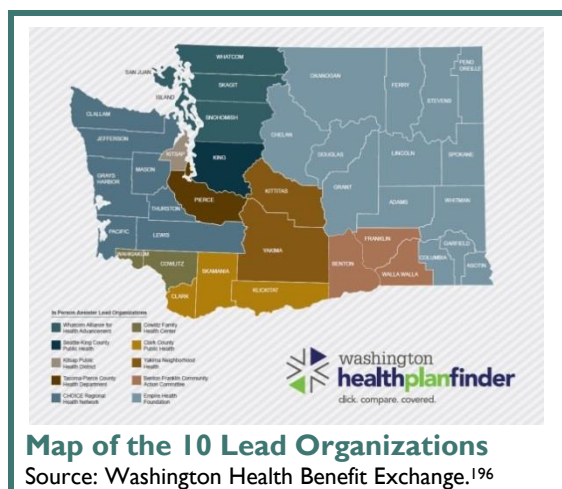 WHATCOM
SAN JUAN
SKAGIT
ISLAND
SNOHOMISH
CLALLAM
JEFFERSON
KITSAP
KING
GRAYS
HARBOR
MASON
PIERCE
THURSTON
PACIFIC
LEWIS
WAHKIAKUM
COWLITZ
SKAMANIA
CLARK
KLICKITAT
YAKIMA
KITTITAS
CHELAN
OKANOGAN
DOUGLAS
GRANT
FERRY
STEVENS
PEND
OREILLE
LINCOLN
SPOKANE
ADAMS
WHITMAN
FRANKLIN
BENTON
WALLA WALLA
COLUMBIA
GARFIELD
ASOTIN
In Person Assister Lead Organizations
Whatcom Alliance for
Health Advancement
Seattle-King County
Public Health
Kitsap Public
Health District
Tacoma-Pierce County
Health Department
CHOICE Regional
Health Network
Cowlitz Family
Health Center
Clark County
Public Health
Yakima Neighborhood
Health
Benton Franklin Community
Action Committee
Empire Health
Foundation
washington
healthplanfinder
click. compare. covered.
Map of the 10 Lead Organizations
Source: Washington Health Benefit Exchange.196